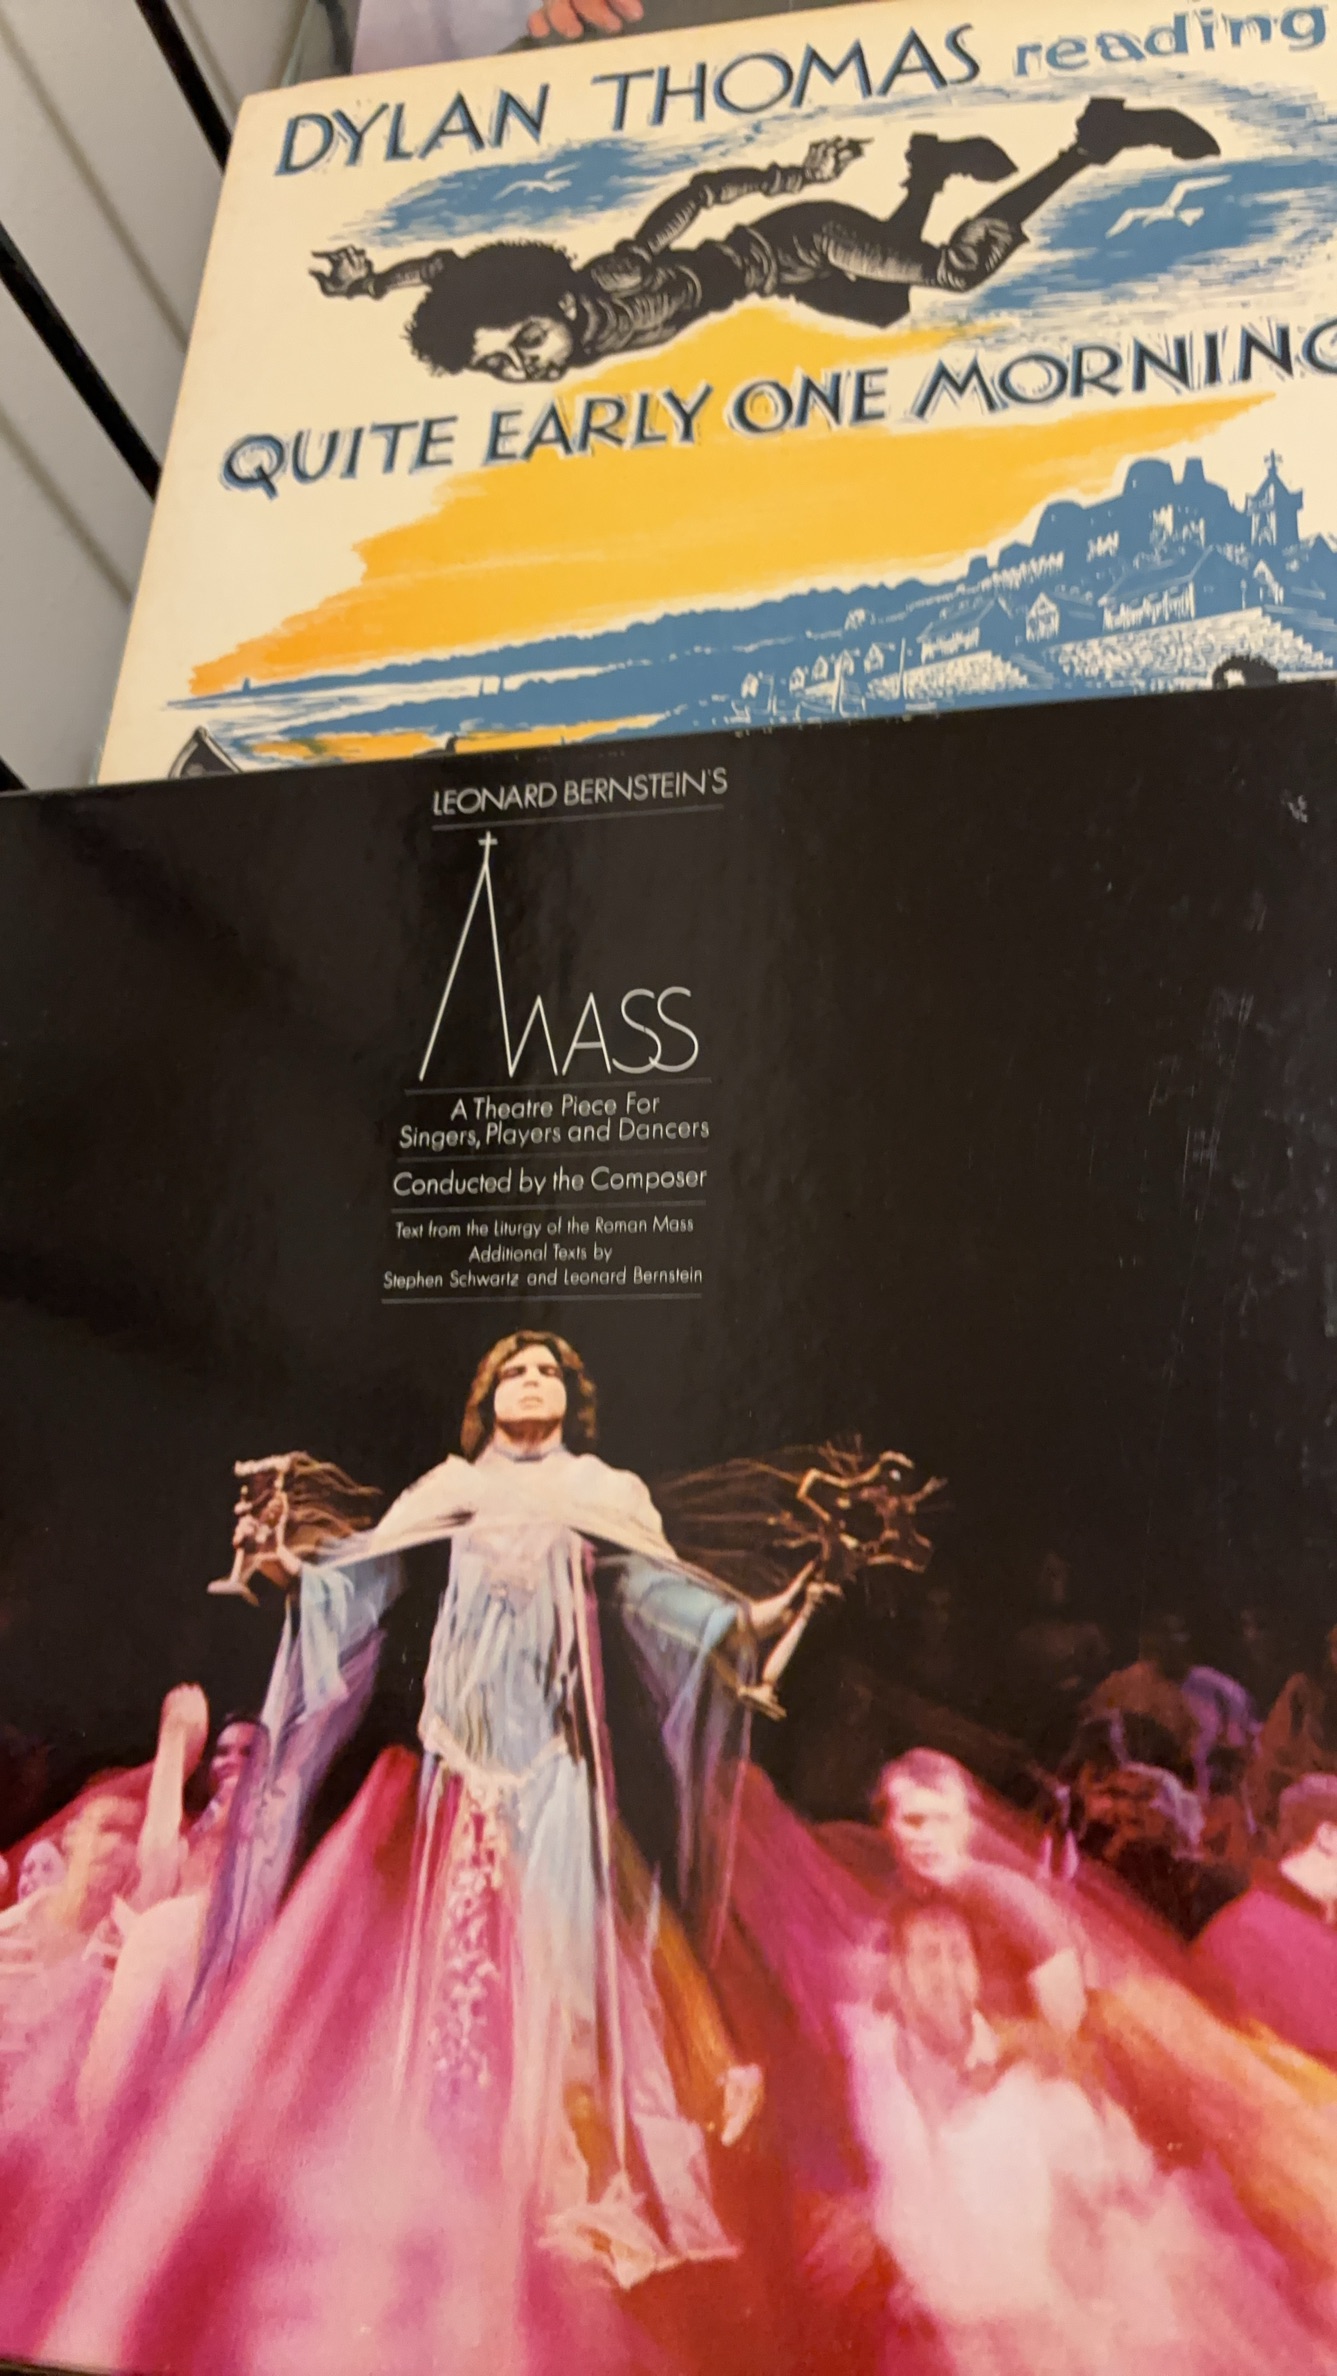 DYLAN THOMAS reading
QUITE EARLY ONE MORNING
LEONARD BERNSTEIN'S
MASS
A Theatre Piece For
Singers, Players and Dancers
Conducted by the Composer
Text from the Liturgy of the Roman Mass
Additional Texts by
Stephen Schwartz and Leonard Bernstein